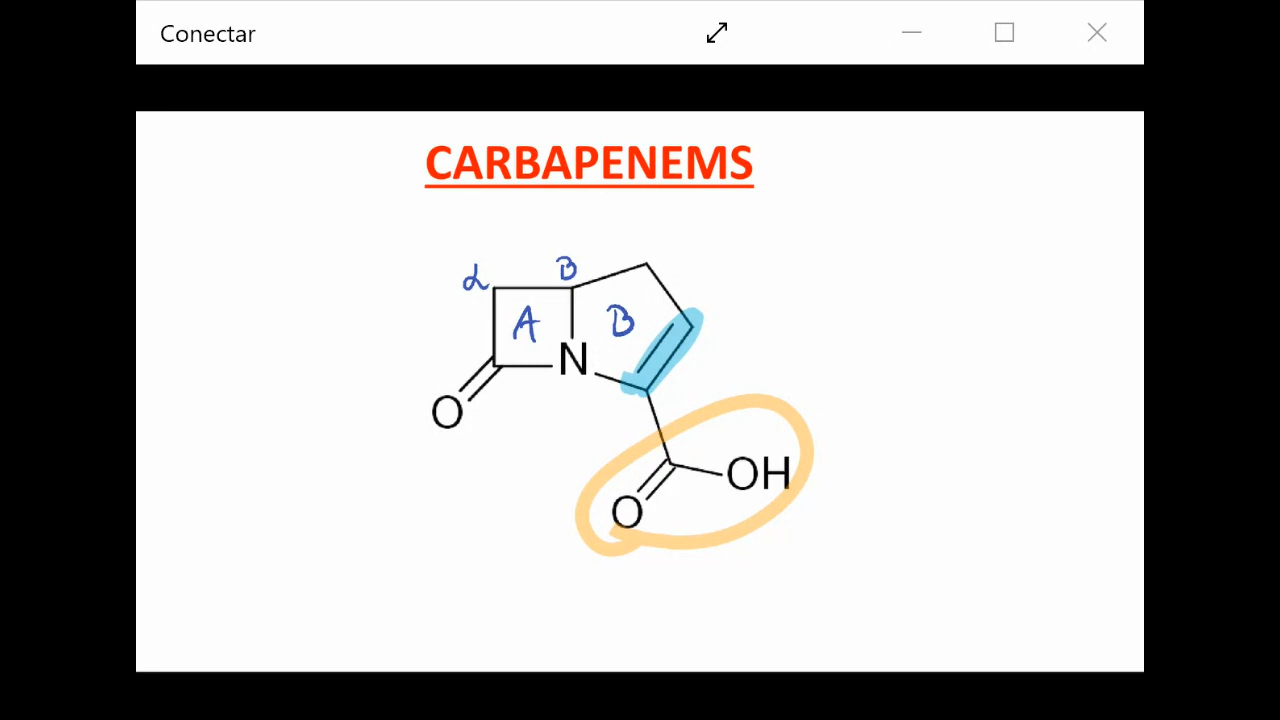 Conectar
CARBAPENEMS
α β
A B
N
O
OH
O